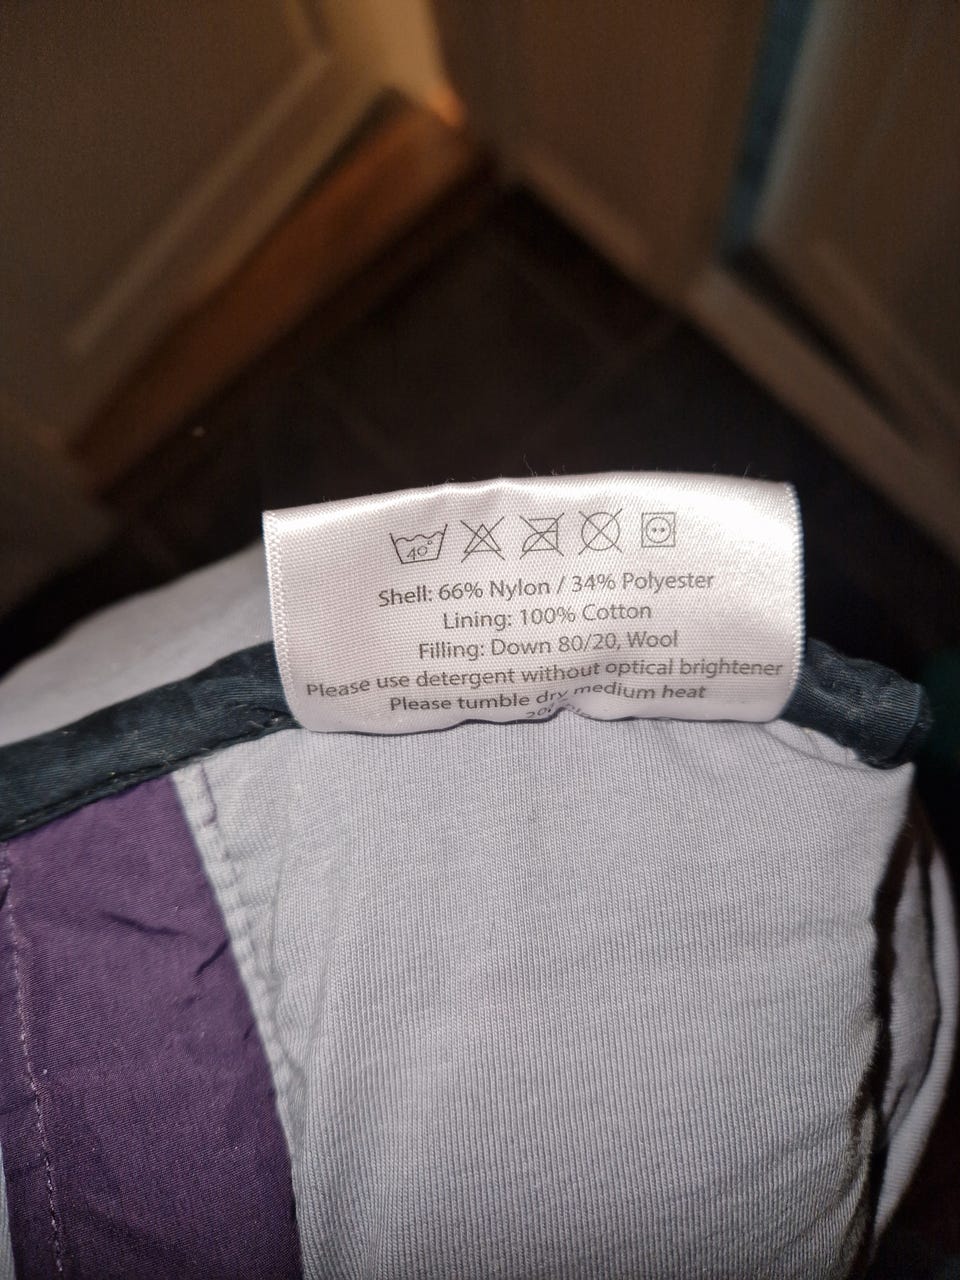 40°
Shell: 66% Nylon / 34% Polyester
Lining: 100% Cotton
Filling: Down 80/20, Wool
Please use detergent without optical brightener
Please tumble dry medium heat